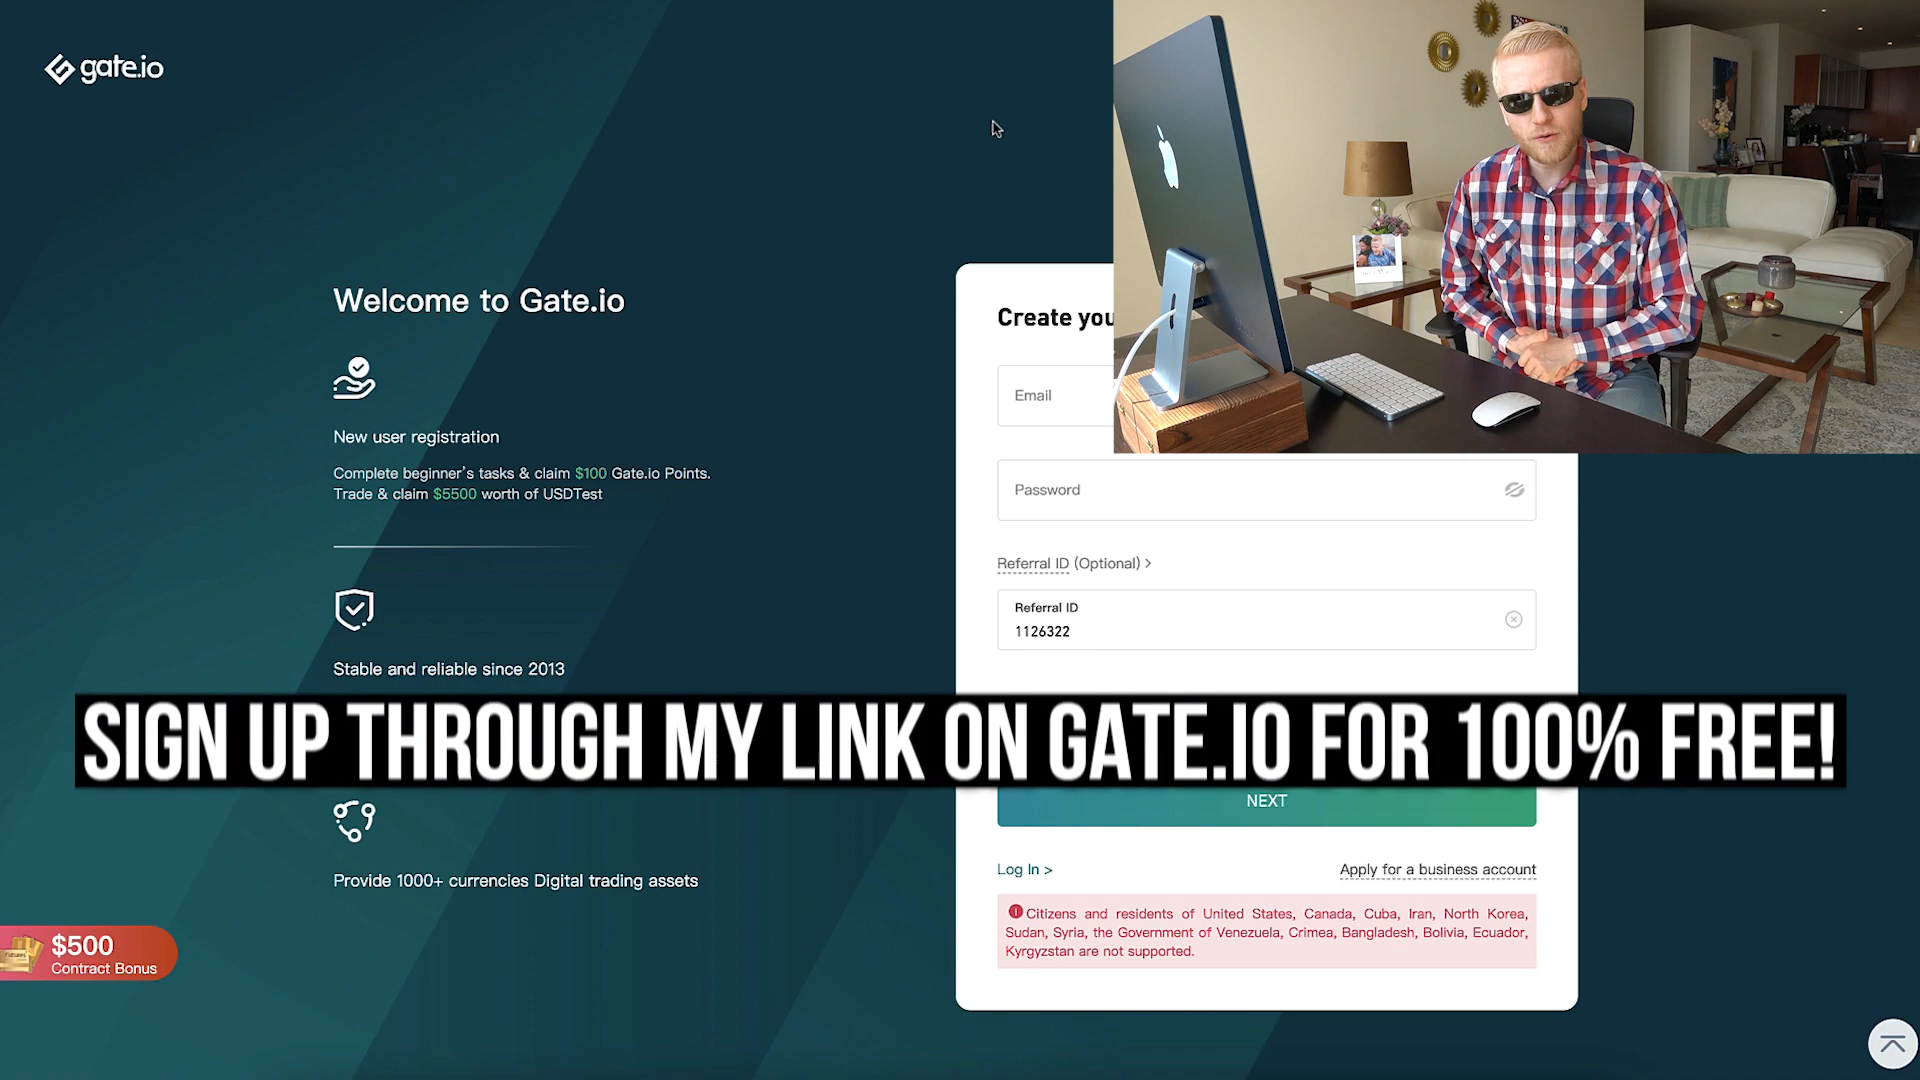 gate.io
Welcome to Gate.io
New user registration
Complete beginner's tasks & claim $100 Gate.io Points.
Trade & claim $5500 worth of USDTest
Stable and reliable since 2013
Provide 1000+ currencies Digital trading assets
$500
Contract Bonus
Create you
Email
Password
Referral ID (Optional) >
Referral ID
1126322
SIGN UP THROUGH MY LINK ON GATE.IO FOR 100% FREE!
NEXT
Log In >
Apply for a business account
Citizens and residents of United States, Canada, Cuba, Iran, North Korea,
Sudan, Syria, the Government of Venezuela, Crimea, Bangladesh, Bolivia, Ecuador,
Kyrgyzstan are not supported.